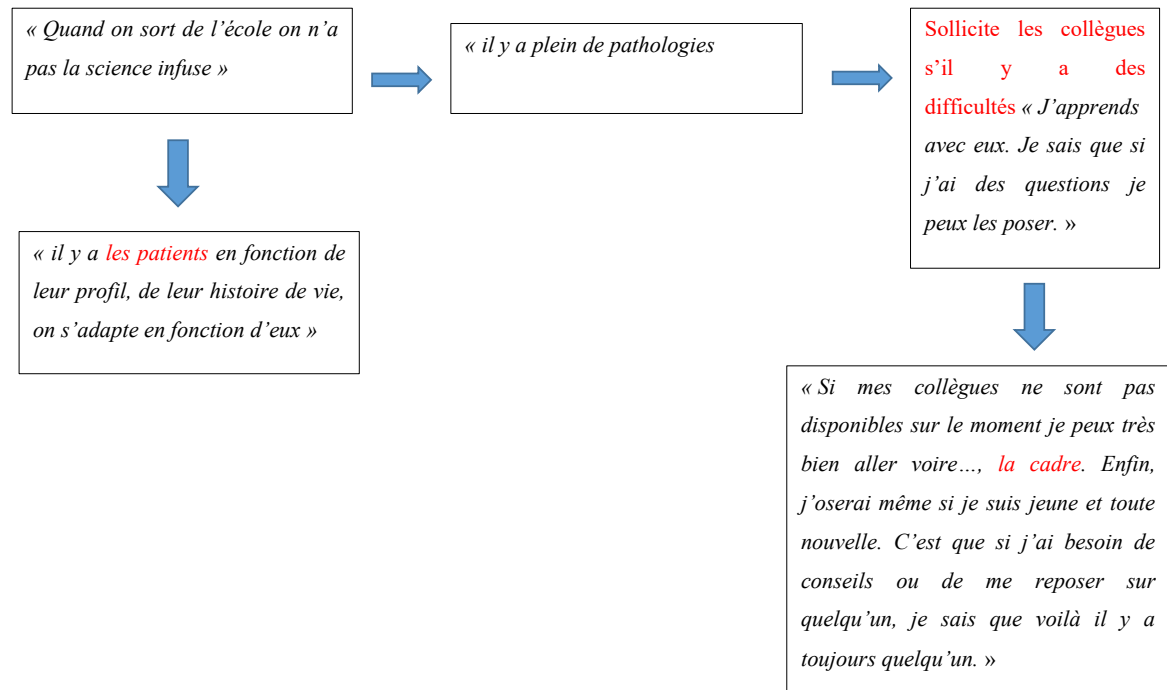 « Quand on sort de l’école on n’a
pas la science infuse »
« il y a plein de pathologies
Sollicite les collègues
s’il y a des
difficultés « J’apprends
avec eux. Je sais que si
j’ai des questions je
peux les poser. »
« il y a les patients en fonction de
leur profil, de leur histoire de vie,
on s’adapte en fonction d’eux »
« Si mes collègues ne sont pas
disponibles sur le moment je peux très
bien aller voire…, la cadre. Enfin,
j’oserai même si je suis jeune et toute
nouvelle. C’est que si j’ai besoin de
conseils ou de me reposer sur
quelqu’un, je sais que voilà il y a
toujours quelqu’un. »